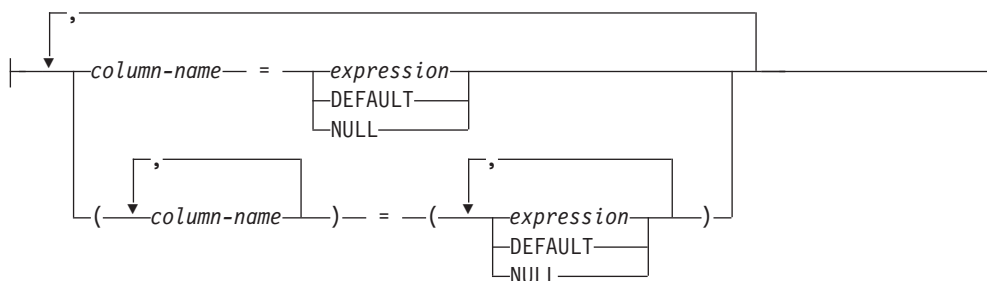 ,
column-name = expression
DEFAULT
NULL
, ,
( column-name ) = ( expression )
DEFAULT
NULL